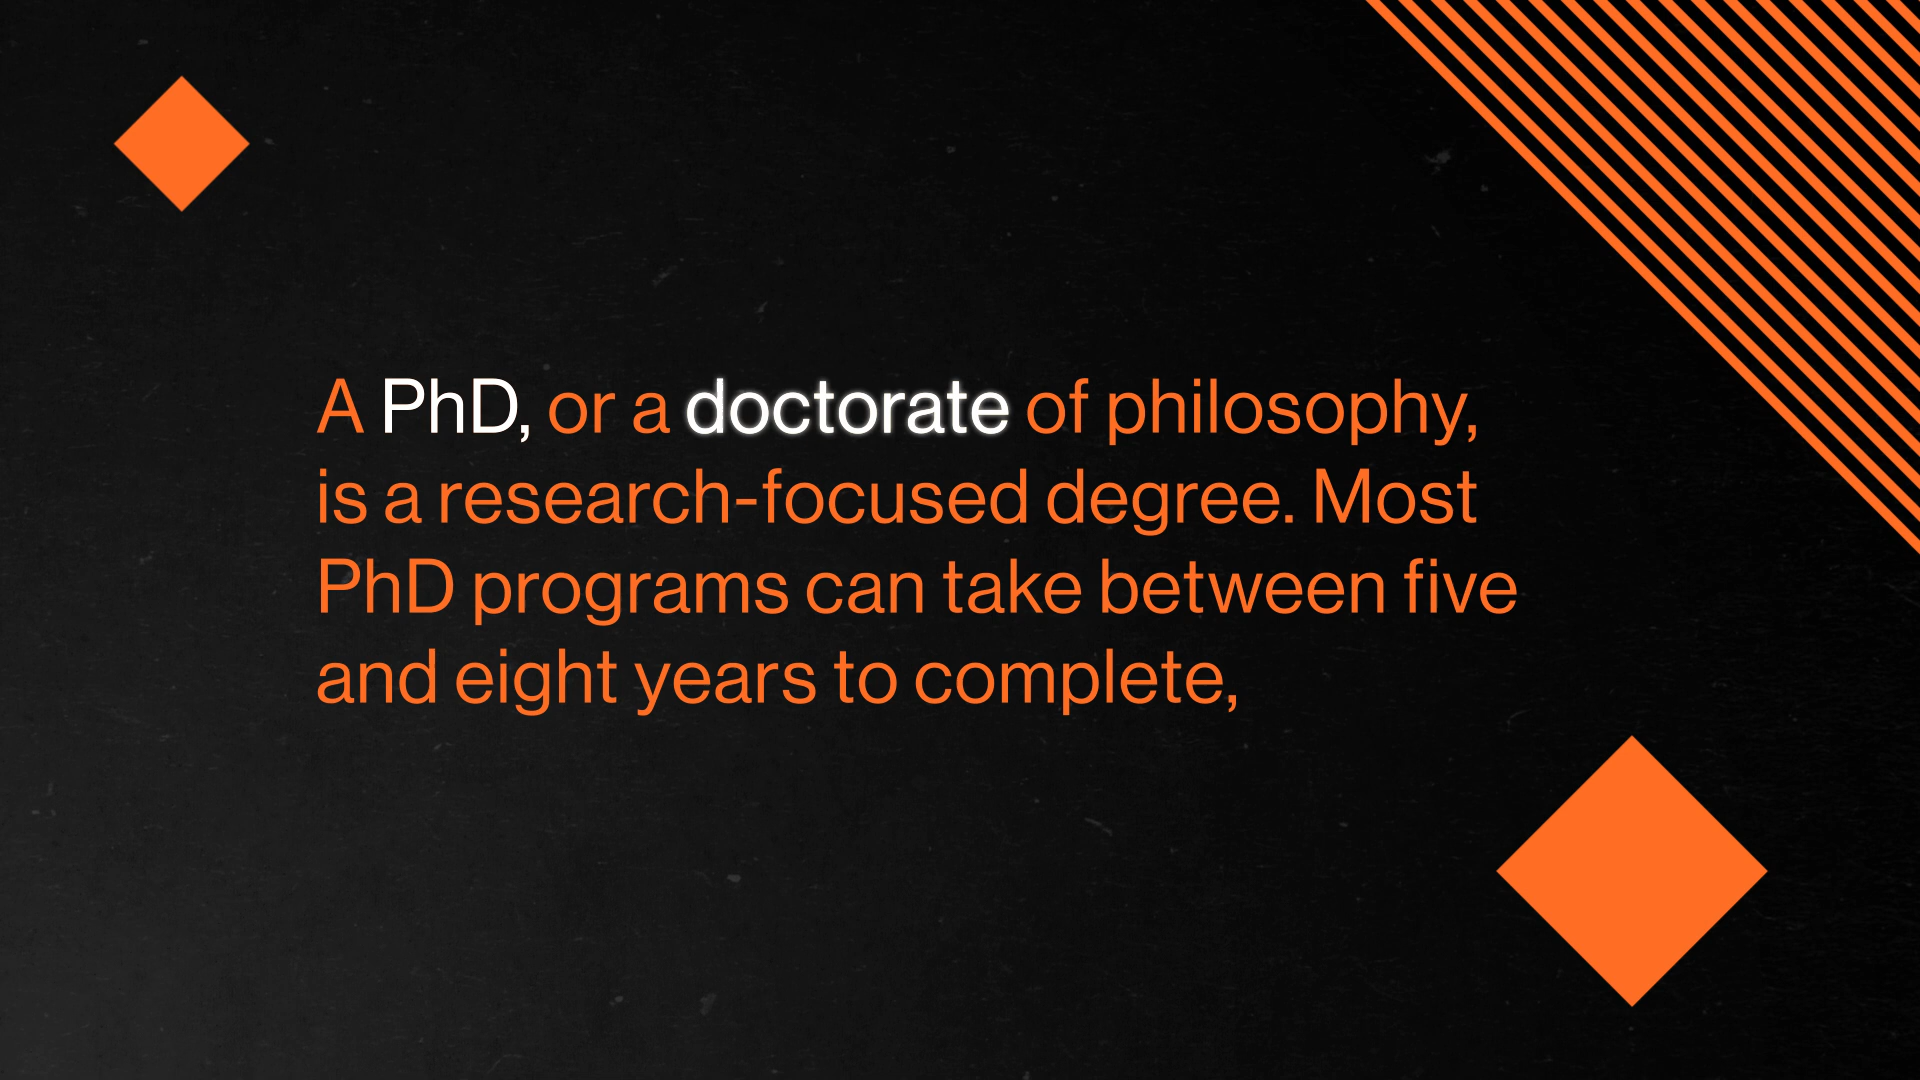 A PhD, or a doctorate of philosophy,
is a research-focused degree. Most
PhD programs can take between five
and eight years to complete,